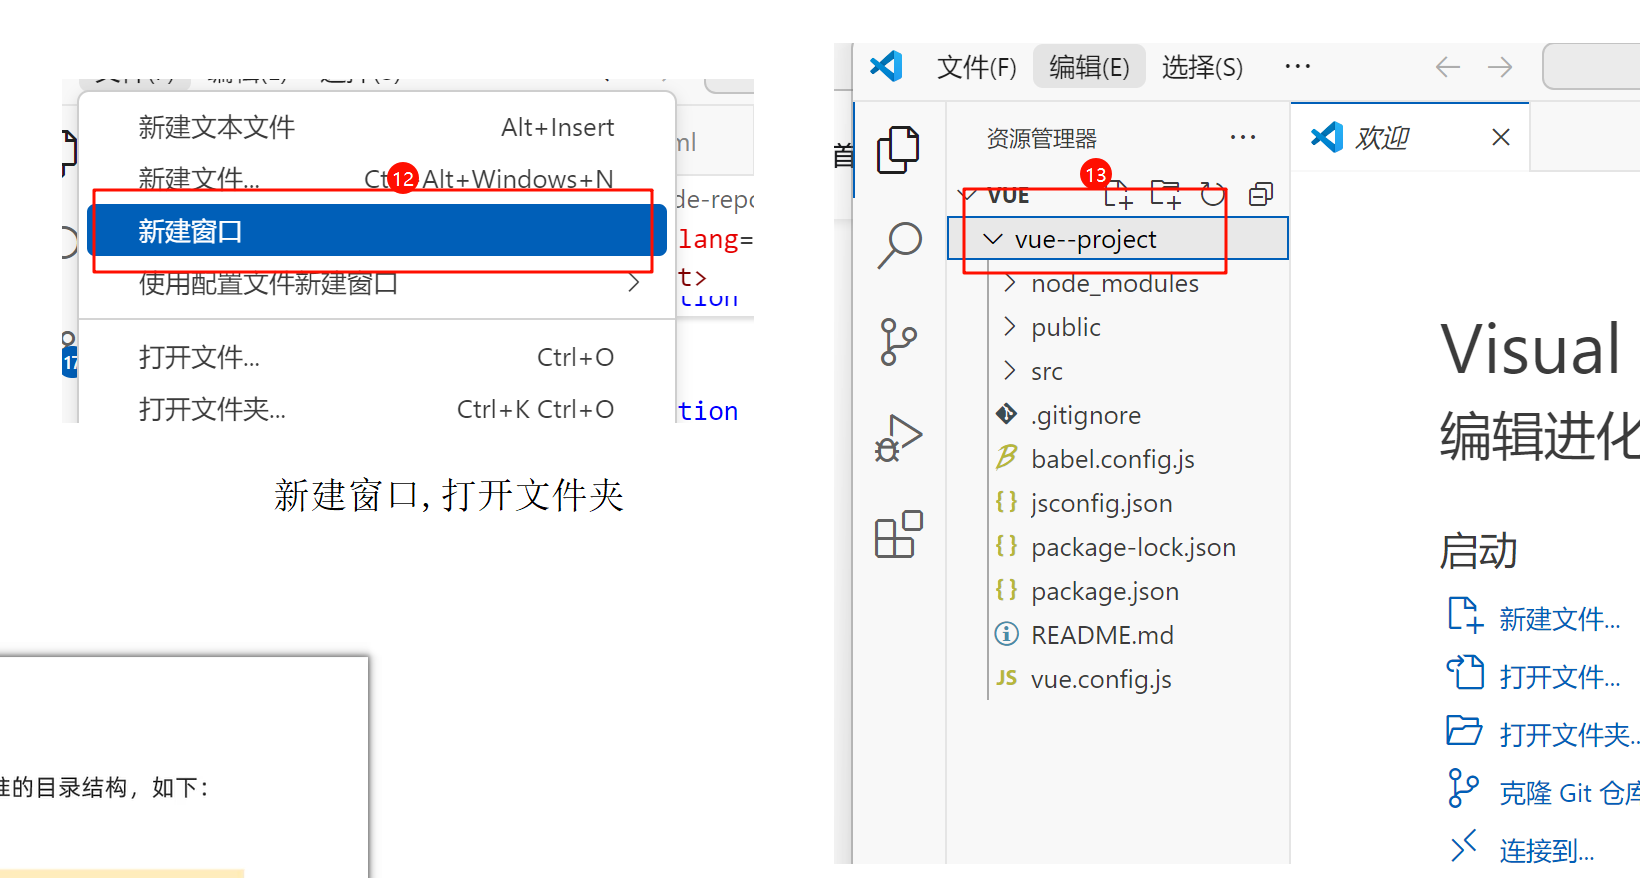 新建文本文件 Alt+Insert
新建文件... Alt+Windows+N
12
新建窗口
使用配置文件新建窗口
打开文件... Ctrl+O
打开文件夹... Ctrl+K Ctrl+O
17
lang=
t>
tion
新建窗口,打开文件夹
的目录结构，如下：
文件(F) 编辑(E) 选择(S) ···
首
资源管理器 ···
13
VUE
vue--project
node_modules
public
src
.gitignore
babel.config.js
{} jsconfig.json
{} package-lock.json
{} package.json
README.md
JS vue.config.js
欢迎
Visual
编辑进化
启动
新建文件...
打开文件...
打开文件夹...
克隆 Git 仓库
连接到...